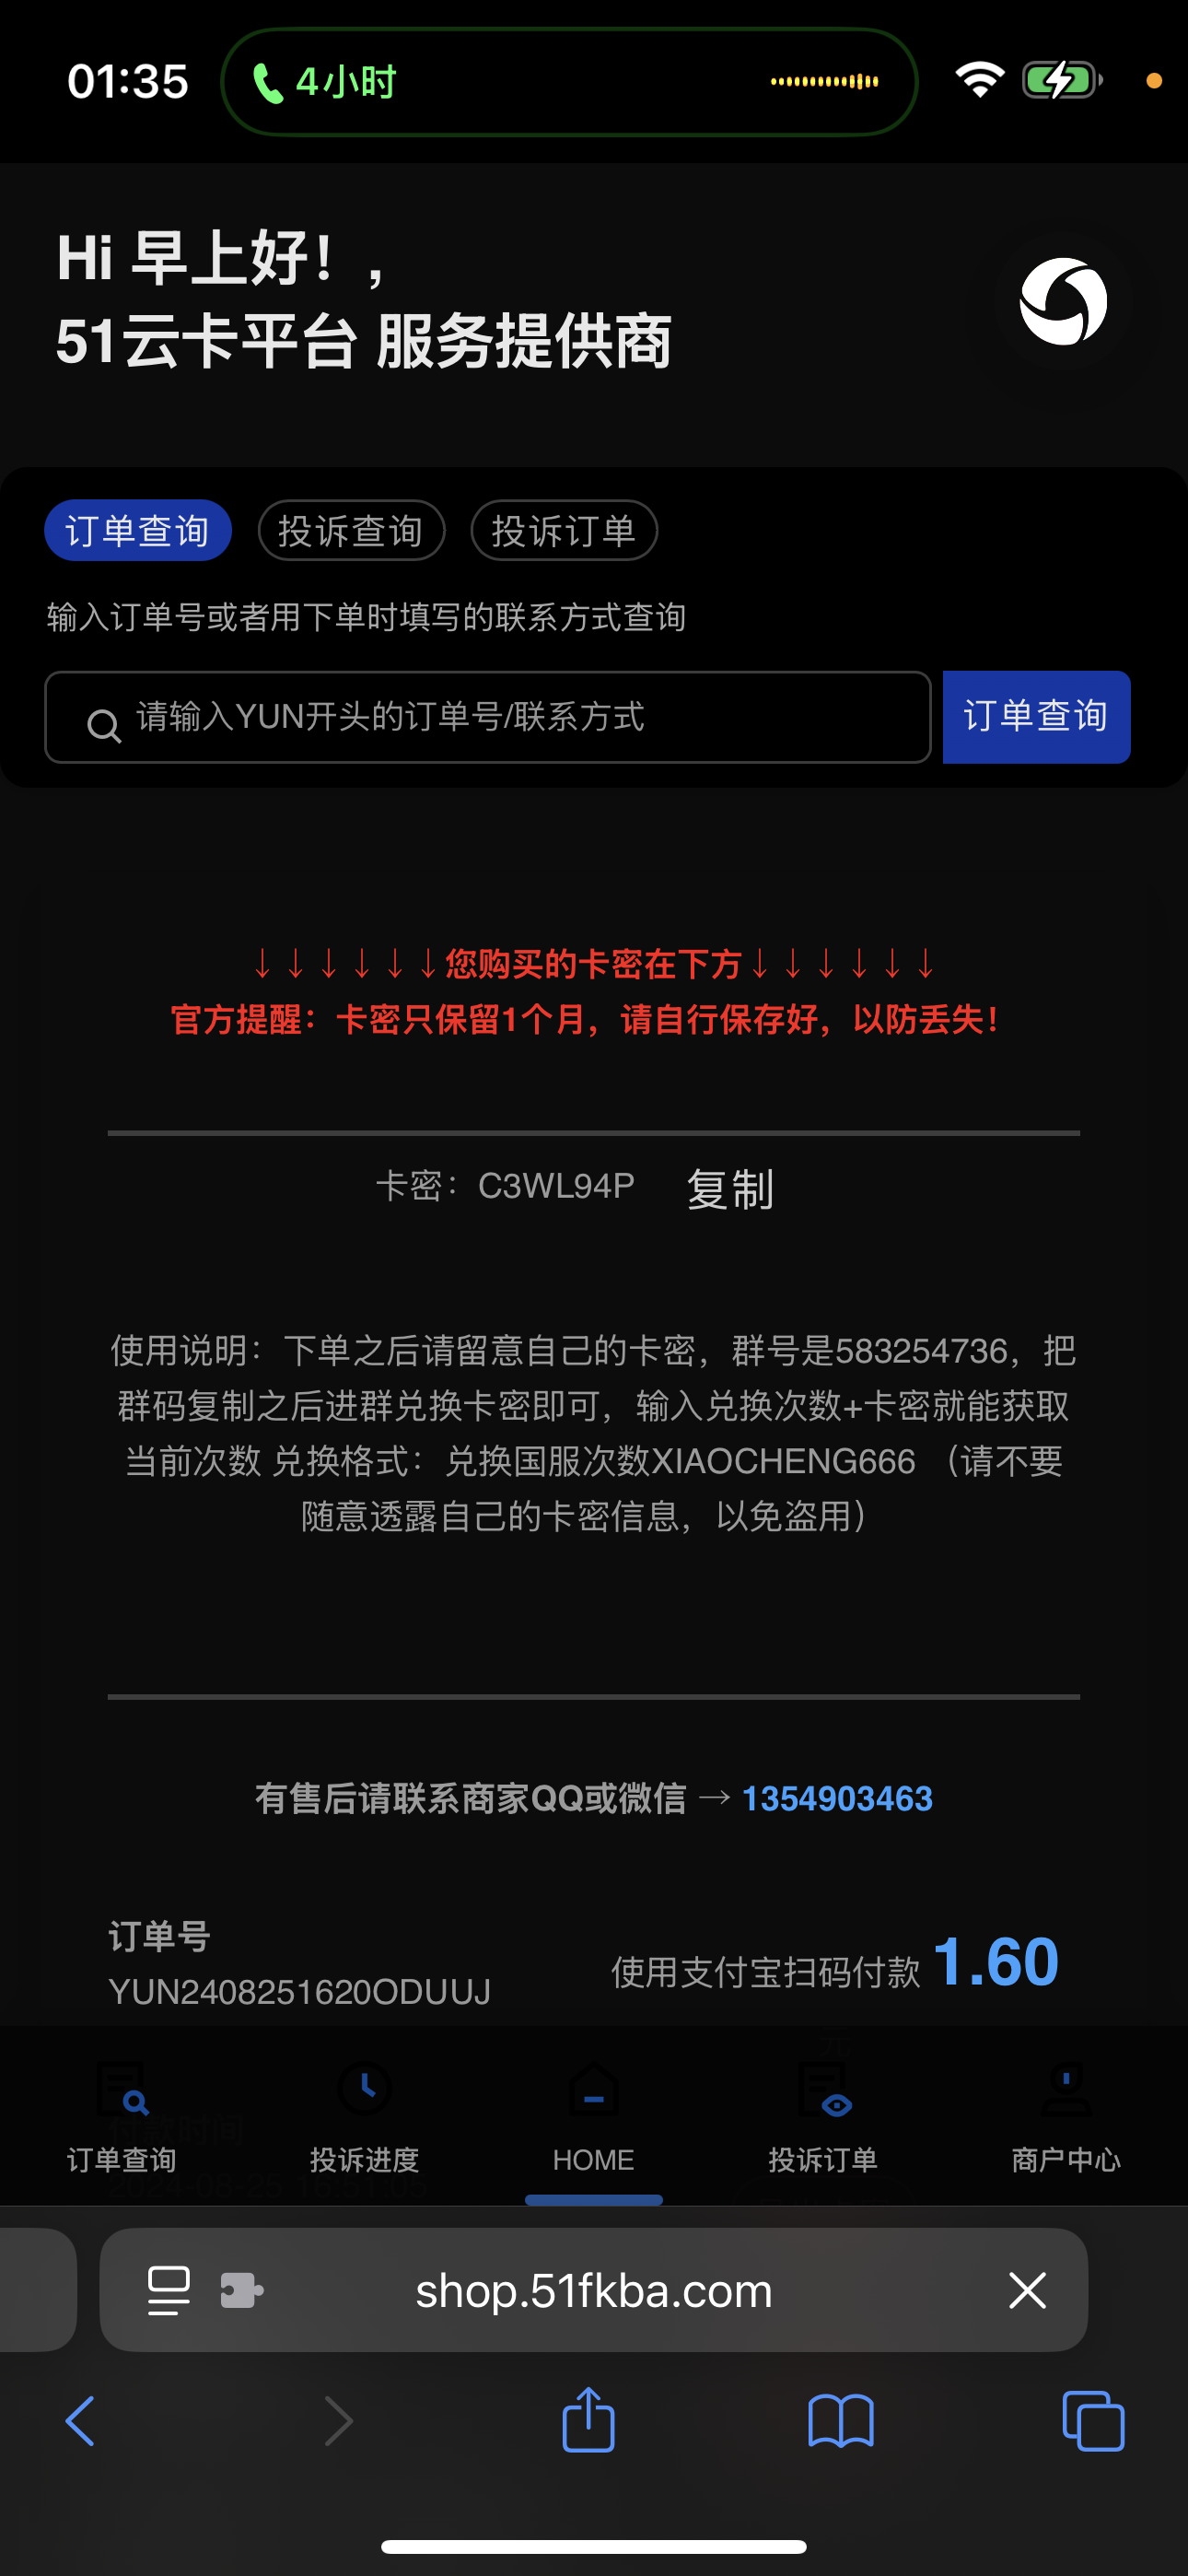 01:35
4小时
Hi 早上好！,
51云卡平台 服务提供商
订单查询 投诉查询 投诉订单
输入订单号或者用下单时填写的联系方式查询
请输入YUN开头的订单号/联系方式
订单查询
↓↓↓↓↓↓您购买的卡密在下方↓↓↓↓↓↓
官方提醒：卡密只保留1个月，请自行保存好，以防丢失！
卡密：C3WL94P 复制
使用说明：下单之后请留意自己的卡密，群号是583254736，把
群码复制之后进群兑换卡密即可，输入兑换次数+卡密就能获取
当前次数 兑换格式：兑换国服次数XIAOCHENG666 （请不要
随意透露自己的卡密信息，以免盗用）
有售后请联系商家QQ或微信 → 1354903463
订单号
YUN2408251620ODUUJ
使用支付宝扫码付款 1.60
元
付款时间
订单查询 投诉进度 HOME 投诉订单 商户中心
shop.51fkba.com